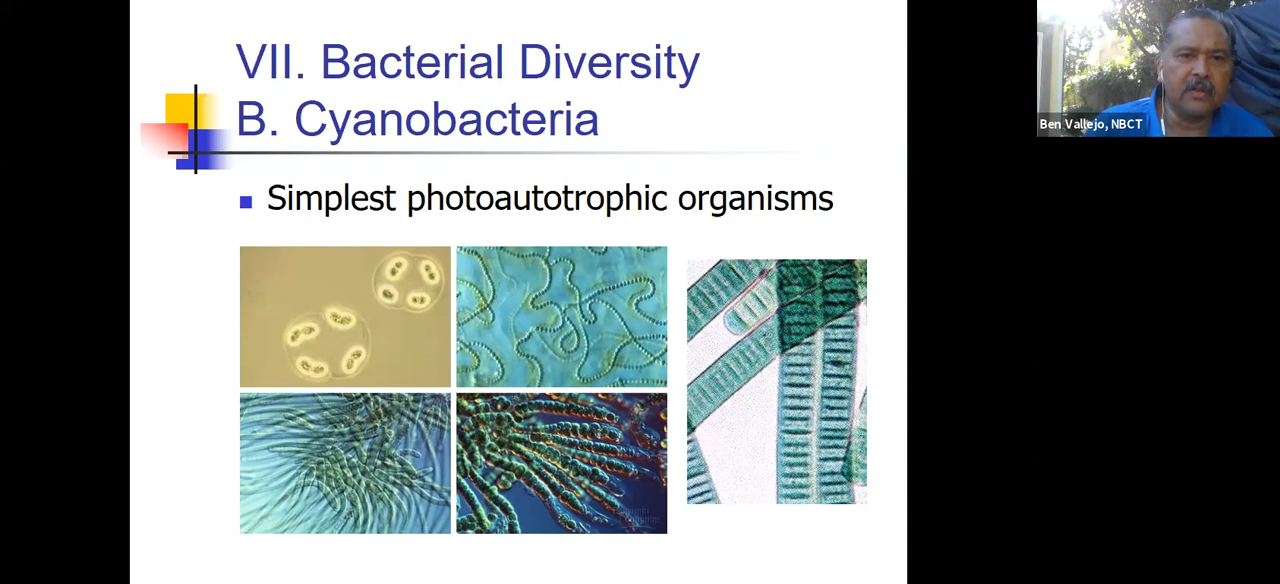 VII. Bacterial Diversity
B. Cyanobacteria
Simplest photoautotrophic organisms
Ben Vallejo, NBCT